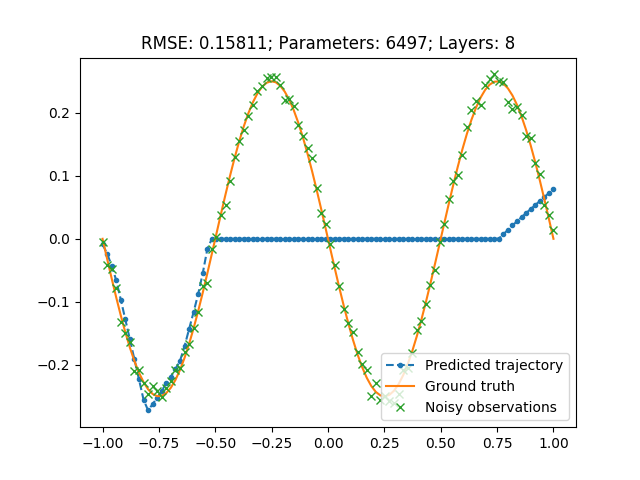 RMSE: 0.15811; Parameters: 6497; Layers: 8
0.2
0.1
0.0
−0.1
−0.2
−1.00 −0.75 −0.50 −0.25 0.00 0.25 0.50 0.75 1.00
Predicted trajectory
Ground truth
Noisy observations